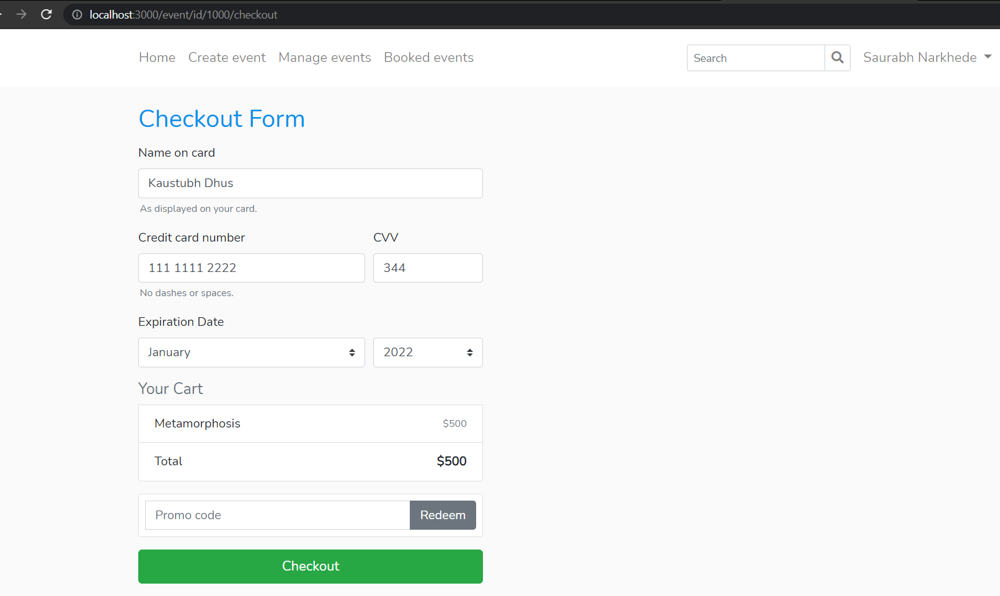 localhost:3000/event/id/1000/checkout
Home Create event Manage events Booked events Search Saurabh Narkhede
Checkout Form
Name on card
Kaustubh Dhus
As displayed on your card.
Credit card number CVV
111 1111 2222 344
No dashes or spaces.
Expiration Date
January 2022
Your Cart
Metamorphosis $500
Total $500
Promo code Redeem
Checkout